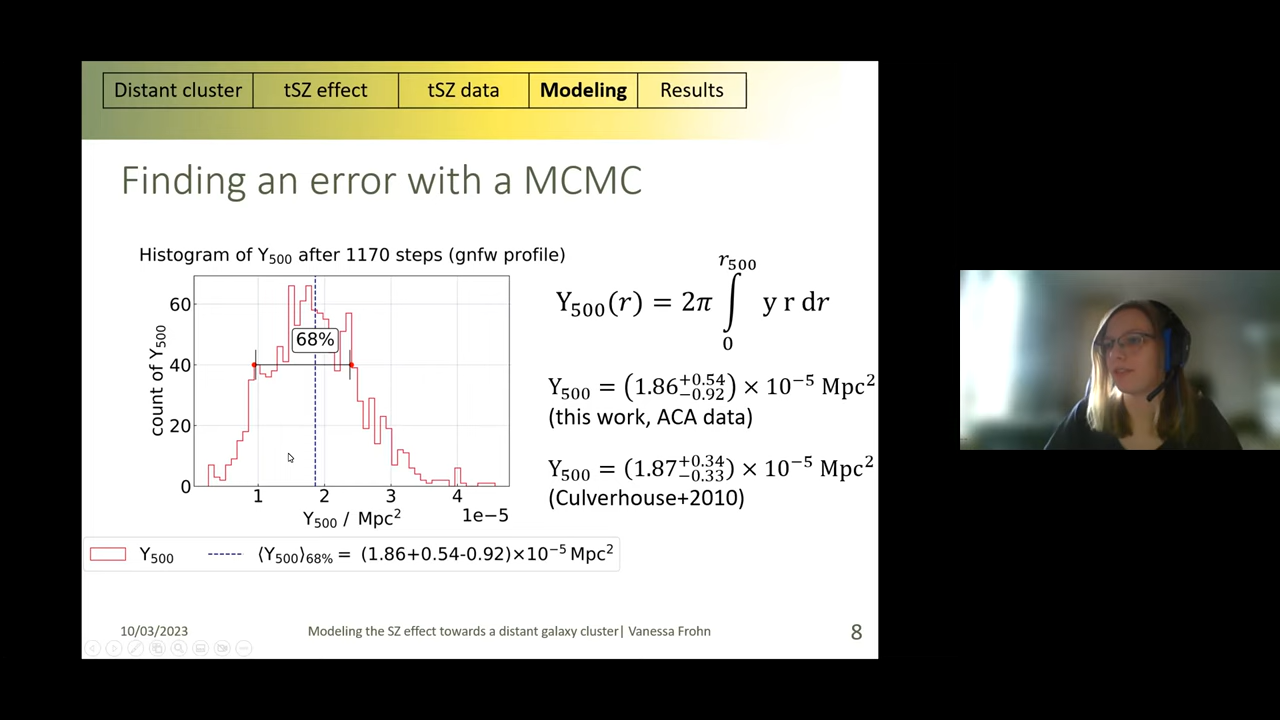 Distant cluster tSZ effect tSZ data Modeling Results
Finding an error with a MCMC
Histogram of Y500 after 1170 steps (gnfw profile)
count of Y500
60
40
20
0
68%
1 2 3 4
Y500 / Mpc² 1e−5
Y500 ⟨Y500⟩68% = (1.86+0.54-0.92)×10⁻⁵ Mpc²
Y₅₀₀(r) = 2π ∫₀^r₅₀₀ y r dr
Y₅₀₀ = (1.86 +0.54 −0.92) × 10⁻⁵ Mpc²
(this work, ACA data)
Y₅₀₀ = (1.87 +0.34 −0.33) × 10⁻⁵ Mpc²
(Culverhouse+2010)
10/03/2023 Modeling the SZ effect towards a distant galaxy cluster| Vanessa Frohn 8